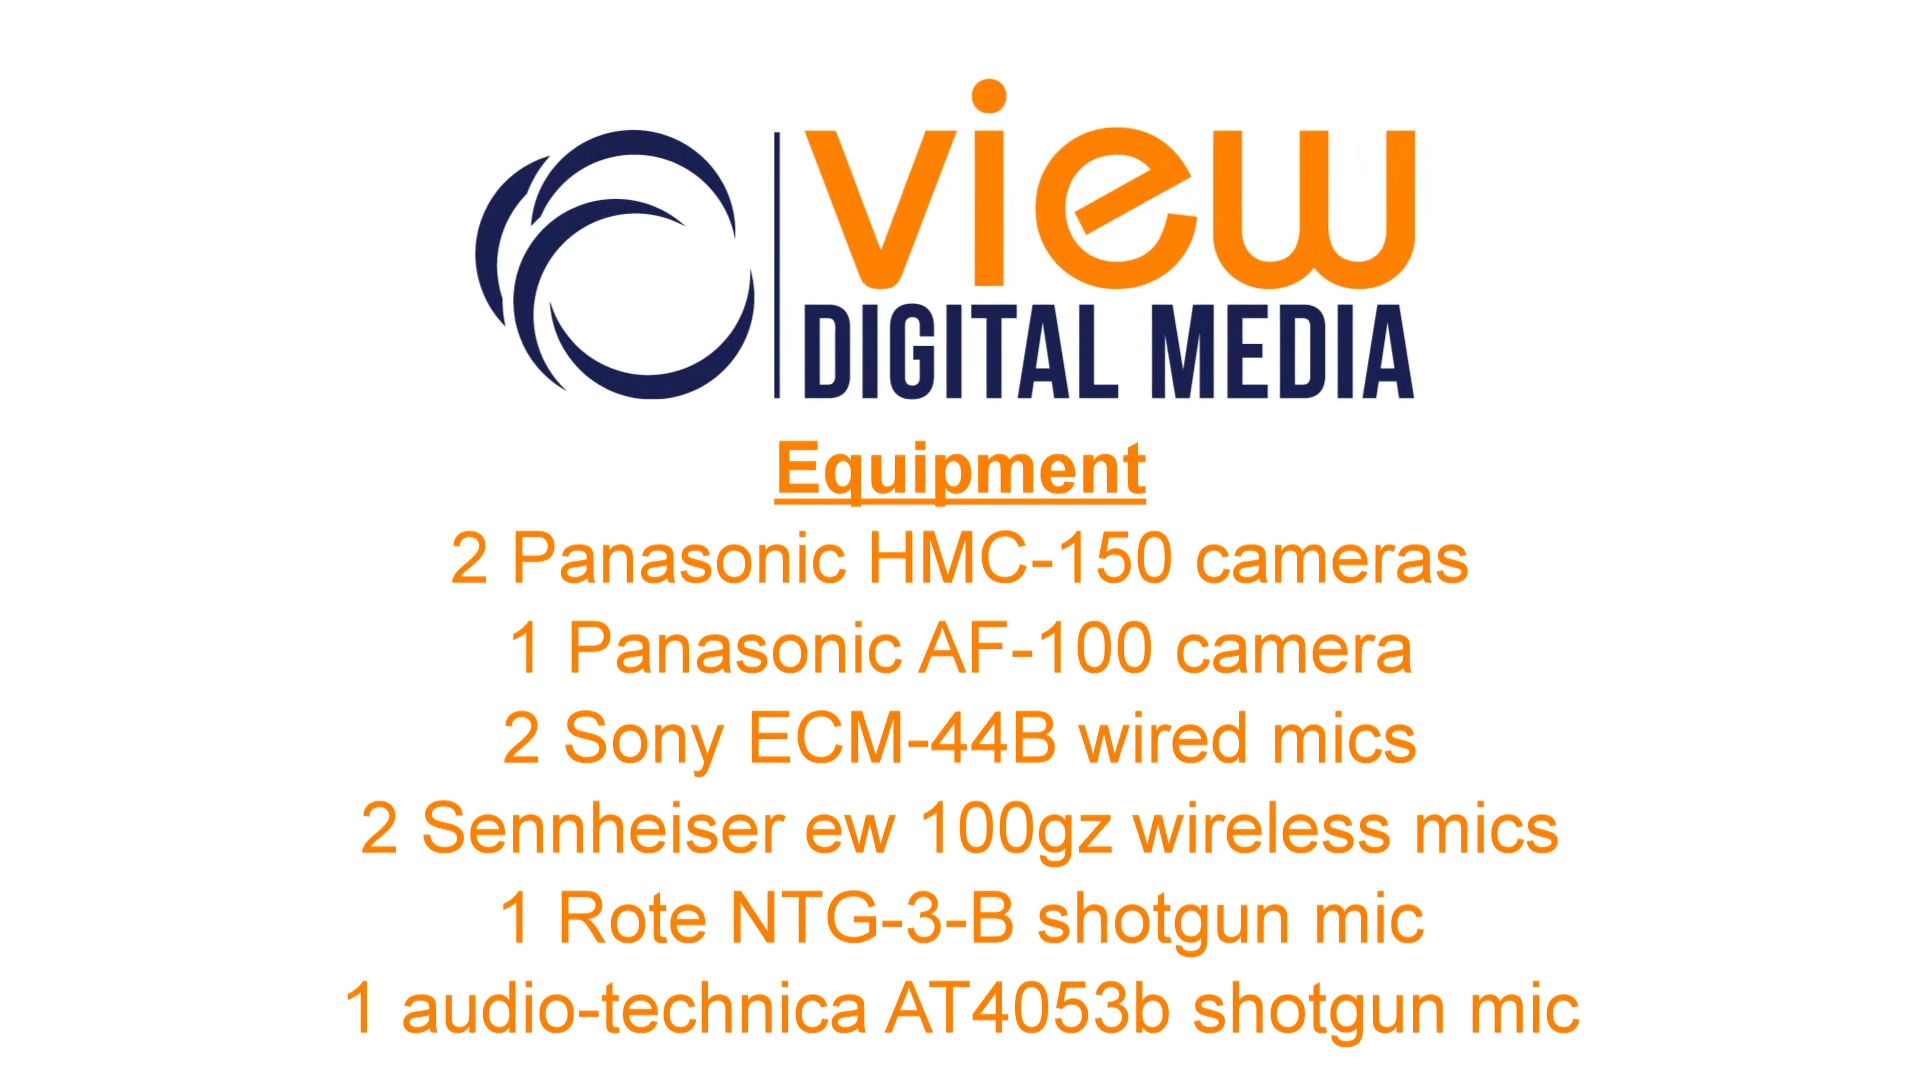 view
DIGITAL MEDIA
Equipment
2 Panasonic HMC-150 cameras
1 Panasonic AF-100 camera
2 Sony ECM-44B wired mics
2 Sennheiser ew 100gz wireless mics
1 Rote NTG-3-B shotgun mic
1 audio-technica AT4053b shotgun mic